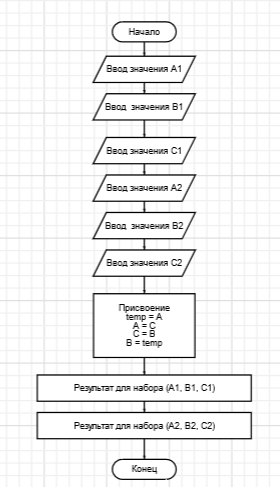 Начало
Ввод значения A1
Ввод значения B1
Ввод значения C1
Ввод значения A2
Ввод значения B2
Ввод значения C2
Присвоение
temp = A
A = C
C = B
B = temp
Результат для набора (A1, B1, C1)
Результат для набора (A2, B2, C2)
Конец